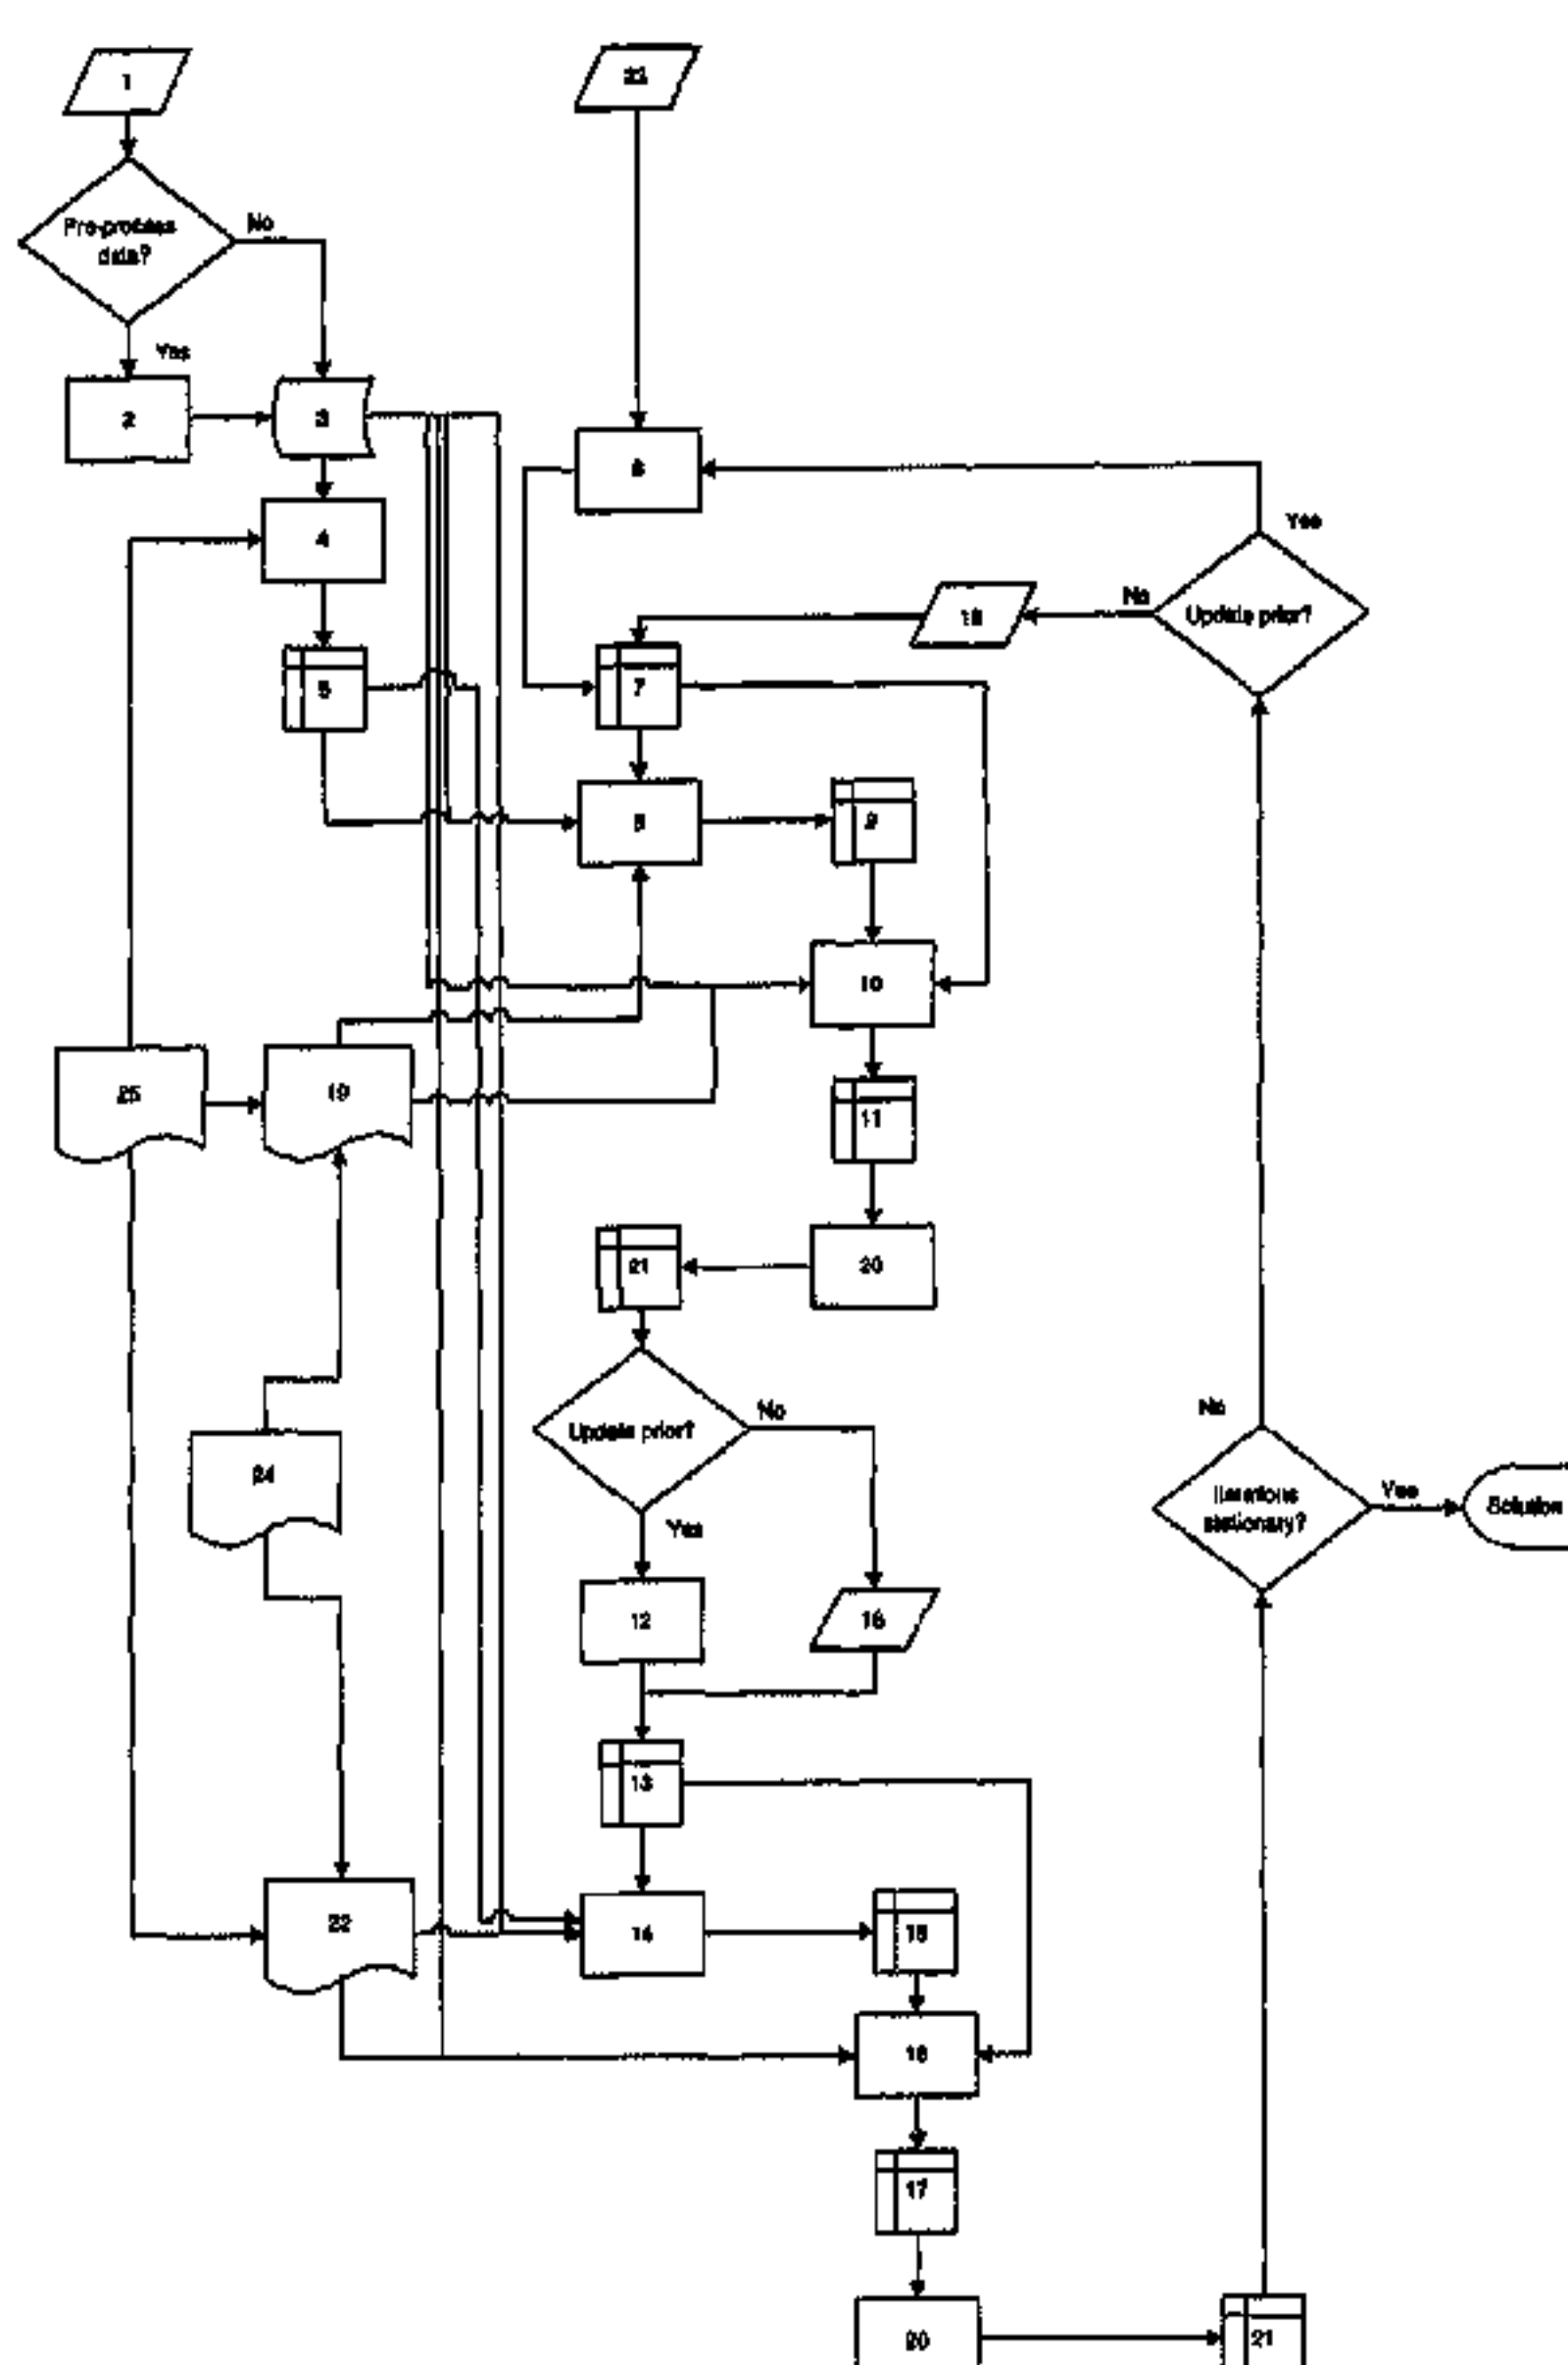 1
Pre-process
data?
No
Yes
2
3
4
5
6
Yes
Update prior?
No
18
7
8
9
10
25
19
11
21
20
Update prior?
No
Yes
24
12
No
Iterations
stationary?
Yes
Solution
13
22
14
15
17
20
21